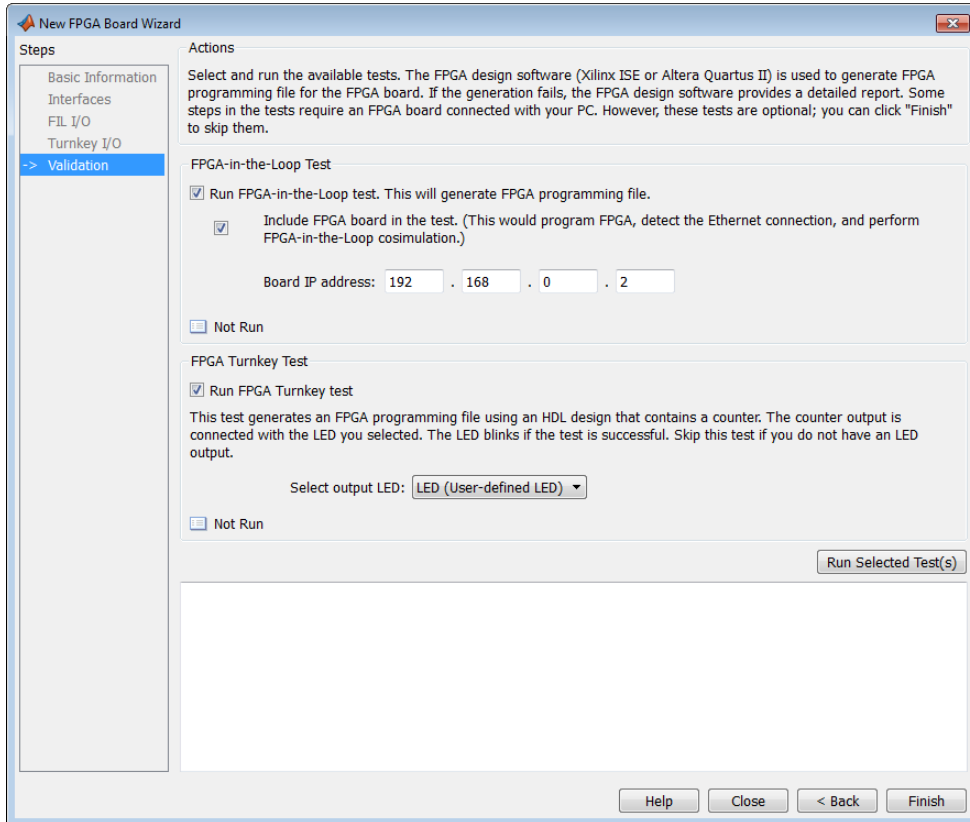 New FPGA Board Wizard
Steps
Basic Information
Interfaces
FIL I/O
Turnkey I/O
-> Validation
Actions
Select and run the available tests. The FPGA design software (Xilinx ISE or Altera Quartus II) is used to generate FPGA
programming file for the FPGA board. If the generation fails, the FPGA design software provides a detailed report. Some
steps in the tests require an FPGA board connected with your PC. However, these tests are optional; you can click "Finish"
to skip them.
FPGA-in-the-Loop Test
Run FPGA-in-the-Loop test. This will generate FPGA programming file.
Include FPGA board in the test. (This would program FPGA, detect the Ethernet connection, and perform
FPGA-in-the-Loop cosimulation.)
Board IP address: 192 . 168 . 0 . 2
Not Run
FPGA Turnkey Test
Run FPGA Turnkey test
This test generates an FPGA programming file using an HDL design that contains a counter. The counter output is
connected with the LED you selected. The LED blinks if the test is successful. Skip this test if you do not have an LED
output.
Select output LED: LED (User-defined LED)
Not Run
Run Selected Test(s)
Help Close < Back Finish